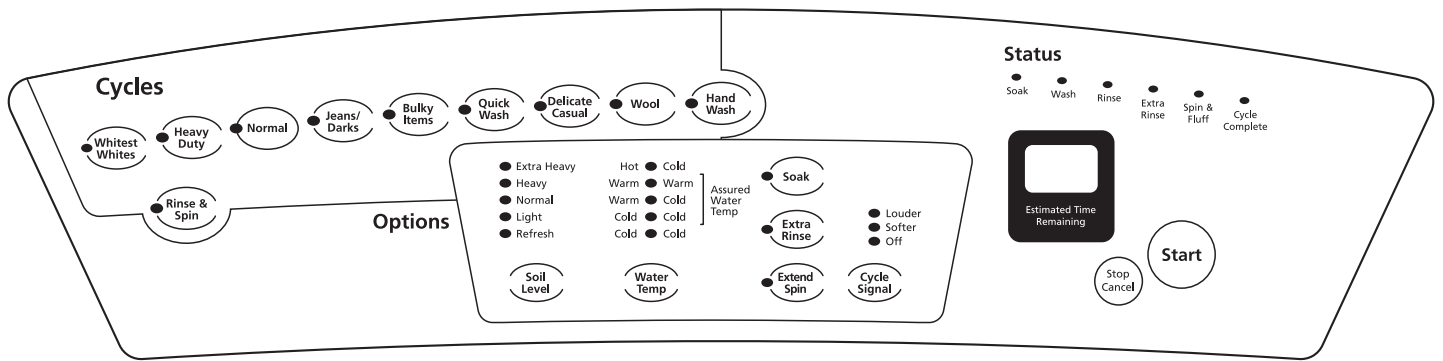 Cycles
Whitest
Whites
Heavy
Duty
Normal
Jeans/
Darks
Bulky
Items
Quick
Wash
Delicate
Casual
Wool
Hand
Wash
Rinse &
Spin
Options
Extra Heavy
Heavy
Normal
Light
Refresh
Soil
Level
Hot Cold
Warm Warm
Warm Cold
Cold Cold
Cold Cold
Assured
Water
Temp
Water
Temp
Soak
Extra
Rinse
Extend
Spin
Louder
Softer
Off
Cycle
Signal
Status
Soak
Wash
Rinse
Extra
Rinse
Spin &
Fluff
Cycle
Complete
Estimated Time
Remaining
Stop
Cancel
Start